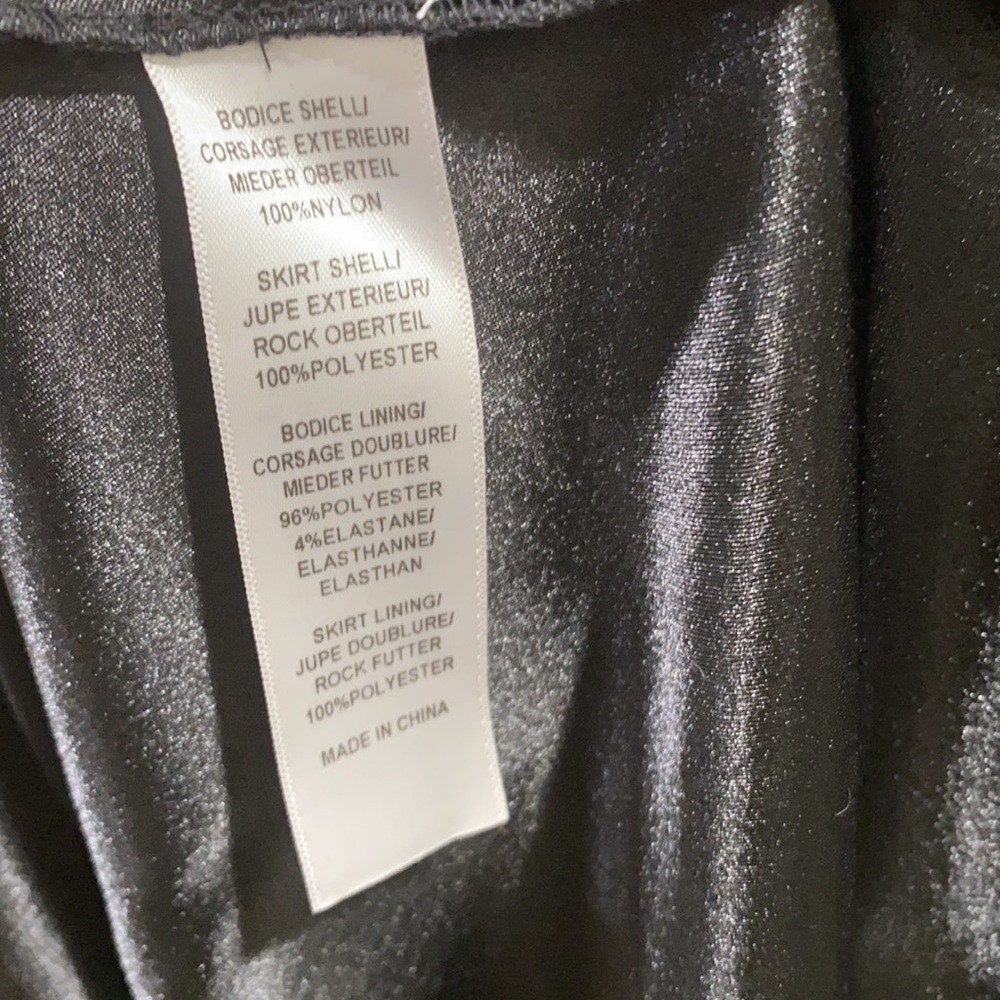 BODICE SHELL/
CORSAGE EXTERIEUR/
MIEDER OBERTEIL
100%NYLON
SKIRT SHELL/
JUPE EXTERIEUR/
ROCK OBERTEIL
100%POLYESTER
BODICE LINING/
CORSAGE DOUBLURE/
MIEDER FUTTER
96%POLYESTER
4%ELASTANE/
ELASTHANNE/
ELASTHAN
SKIRT LINING/
JUPE DOUBLURE/
ROCK FUTTER
100%POLYESTER
MADE IN CHINA